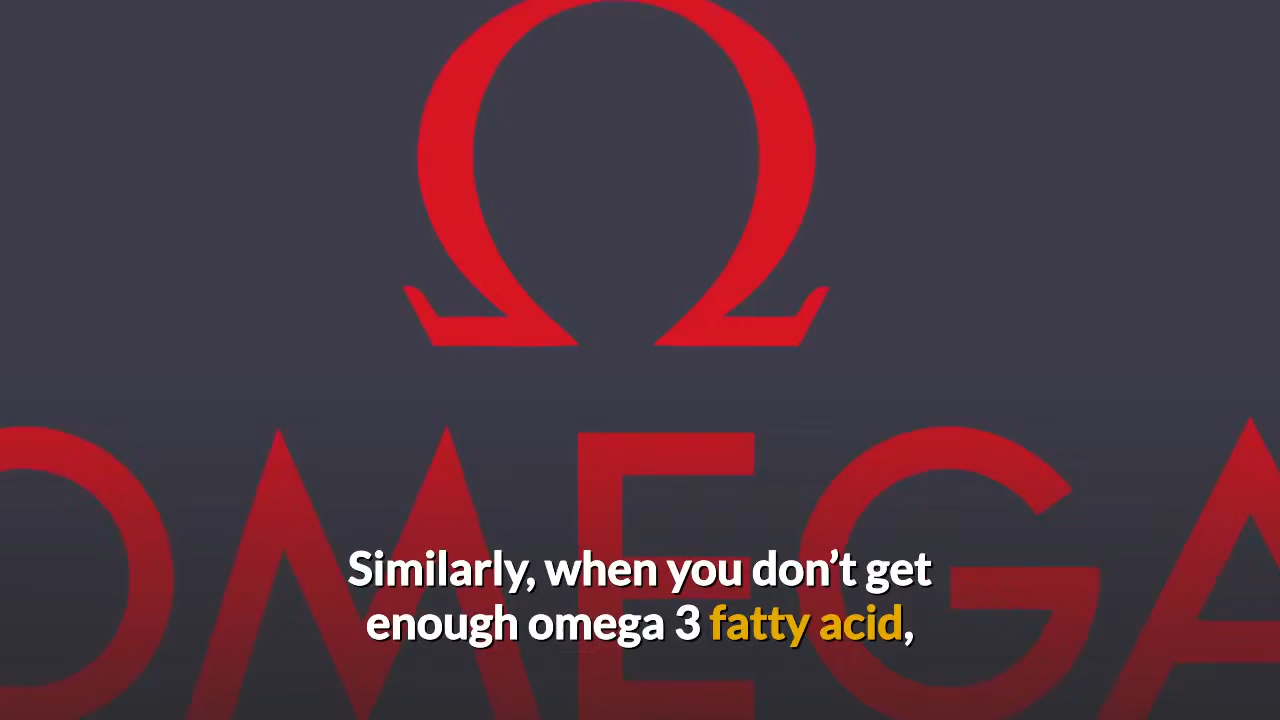 Ω
OMEGA
Similarly, when you don’t get
enough omega 3 fatty acid,